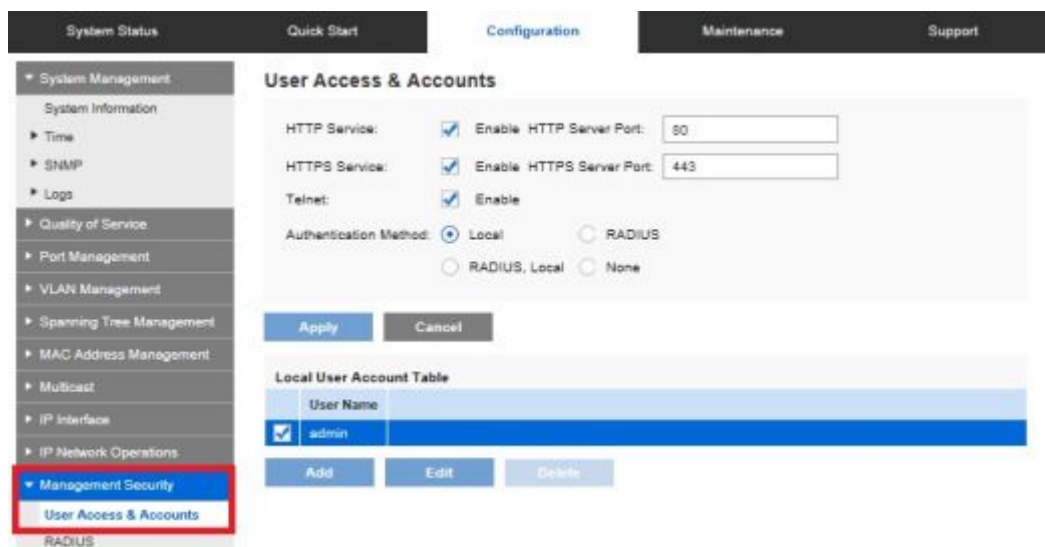 System Status Quick Start Configuration Maintenance Support
System Management
System Information
Time
SNMP
Logs
Quality of Service
Port Management
VLAN Management
Spanning Tree Management
MAC Address Management
Multicast
IP Interface
IP Network Operations
Management Security
User Access & Accounts
RADIUS
User Access & Accounts
HTTP Service: Enable HTTP Server Port: 80
HTTPS Service: Enable HTTPS Server Port: 443
Telnet: Enable
Authentication Method: Local RADIUS
RADIUS, Local None
Apply Cancel
Local User Account Table
User Name
admin
Add Edit Delete